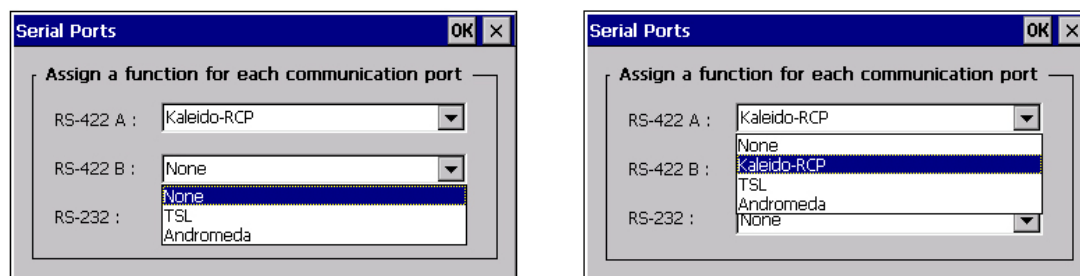 Serial Ports OK
Assign a function for each communication port
RS-422 A : Kaleido-RCP
RS-422 B : None
None
RS-232 : TSL
Andromeda
Serial Ports OK
Assign a function for each communication port
RS-422 A : Kaleido-RCP
None
RS-422 B : Kaleido-RCP
TSL
Andromeda
RS-232 : None